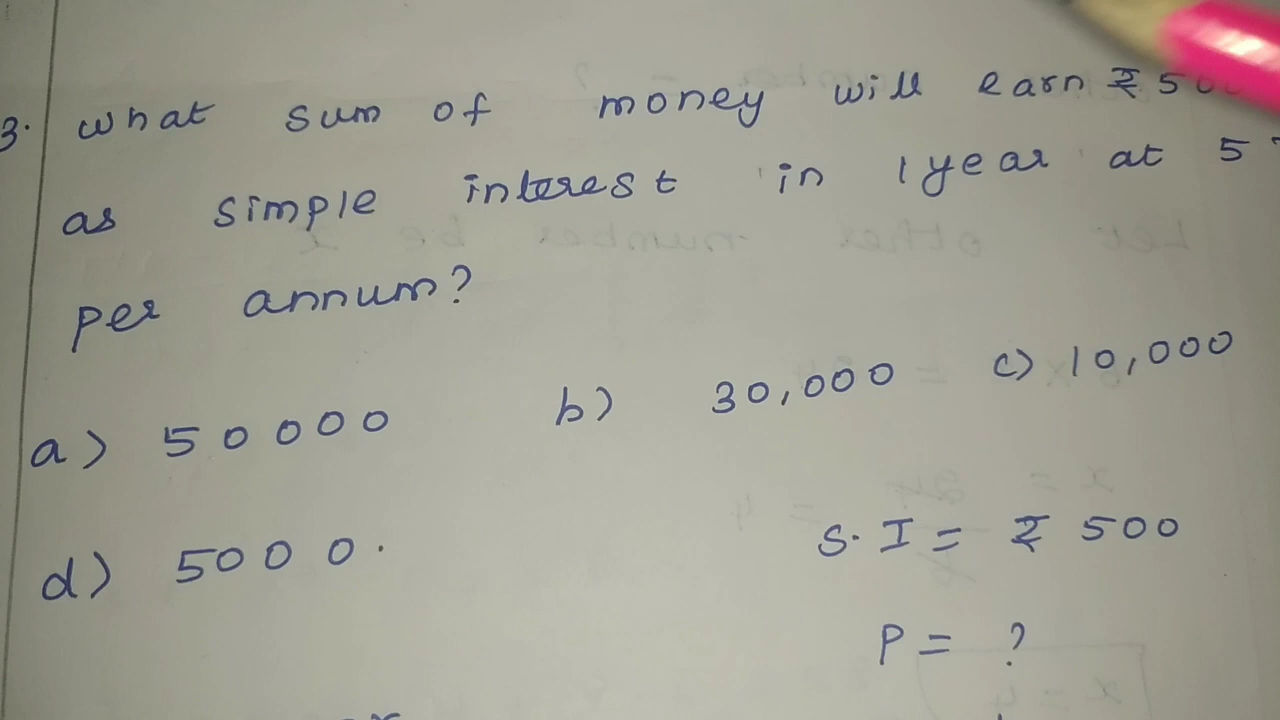 3. what sum of money will earn ₹ 500
as simple interest in 1 year at 5
per annum?
a) 50000 b) 30,000 c) 10,000
d) 5000.
S.I = ₹ 500
P = ?